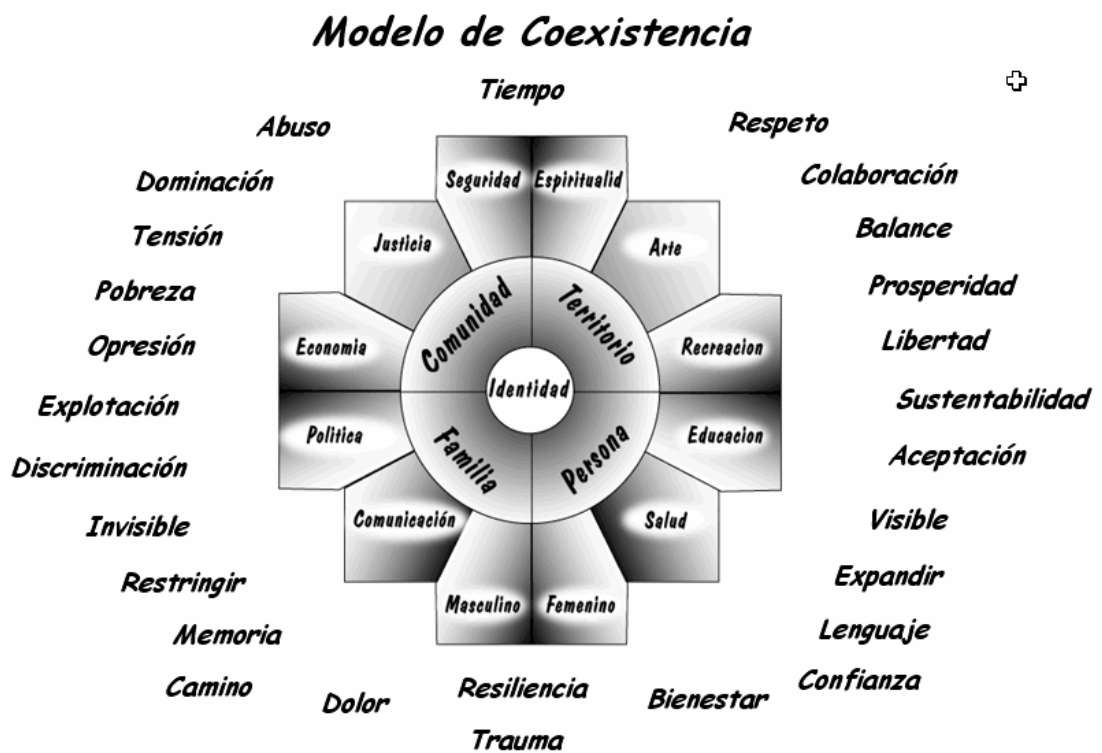 Modelo de Coexistencia
Tiempo
Abuso
Respeto
Dominación
Colaboración
Tensión
Balance
Pobreza
Prosperidad
Opresión
Libertad
Explotación
Sustentabilidad
Discriminación
Aceptación
Invisible
Visible
Restringir
Expandir
Memoria
Lenguaje
Camino
Confianza
Dolor
Resiliencia
Bienestar
Trauma
Seguridad
Espiritualid
Justicia
Arte
Economia
Recreacion
Politica
Educacion
Comunicación
Salud
Masculino
Femenino
Comunidad
Territorio
Familia
Persona
Identidad